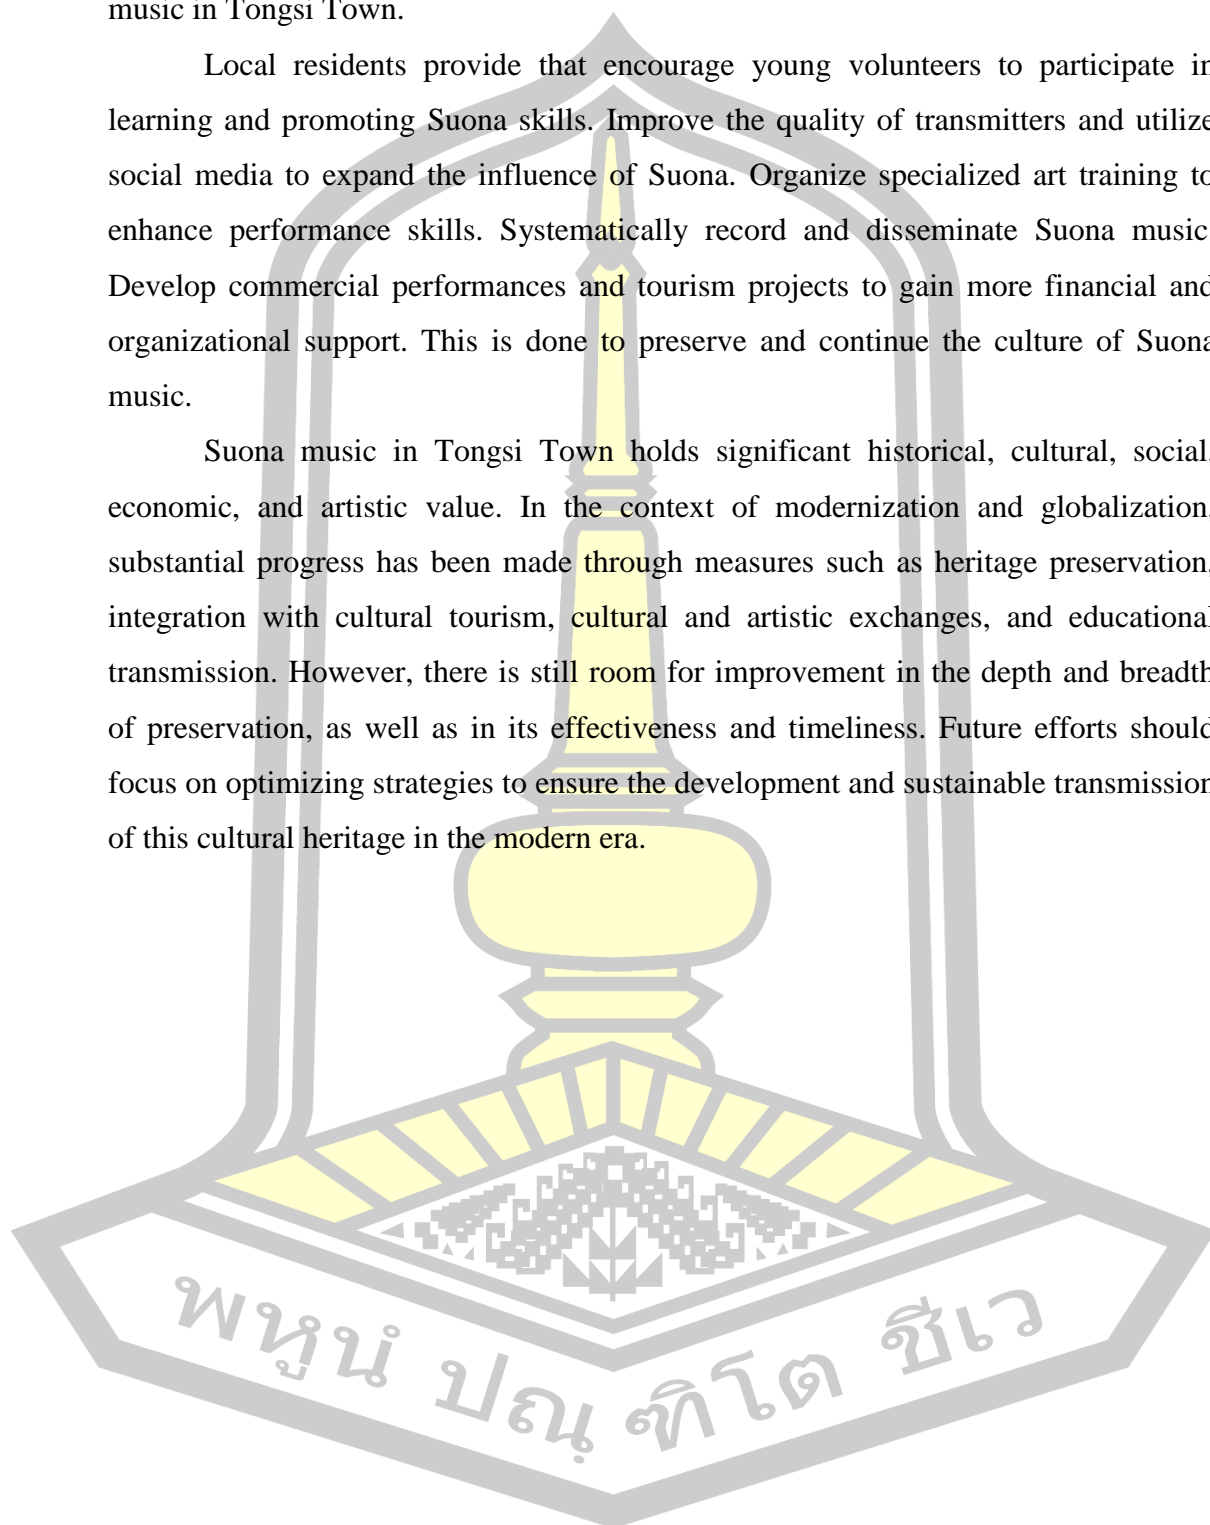 music in Tongsi Town.
Local residents provide that encourage young volunteers to participate in
learning and promoting Suona skills. Improve the quality of transmitters and utilize
social media to expand the influence of Suona. Organize specialized art training to
enhance performance skills. Systematically record and disseminate Suona music.
Develop commercial performances and tourism projects to gain more financial and
organizational support. This is done to preserve and continue the culture of Suona
music.
Suona music in Tongsi Town holds significant historical, cultural, social,
economic, and artistic value. In the context of modernization and globalization,
substantial progress has been made through measures such as heritage preservation,
integration with cultural tourism, cultural and artistic exchanges, and educational
transmission. However, there is still room for improvement in the depth and breadth
of preservation, as well as in its effectiveness and timeliness. Future efforts should
focus on optimizing strategies to ensure the development and sustainable transmission
of this cultural heritage in the modern era.
พหูนํ ปณฺฑิโต ชีเว